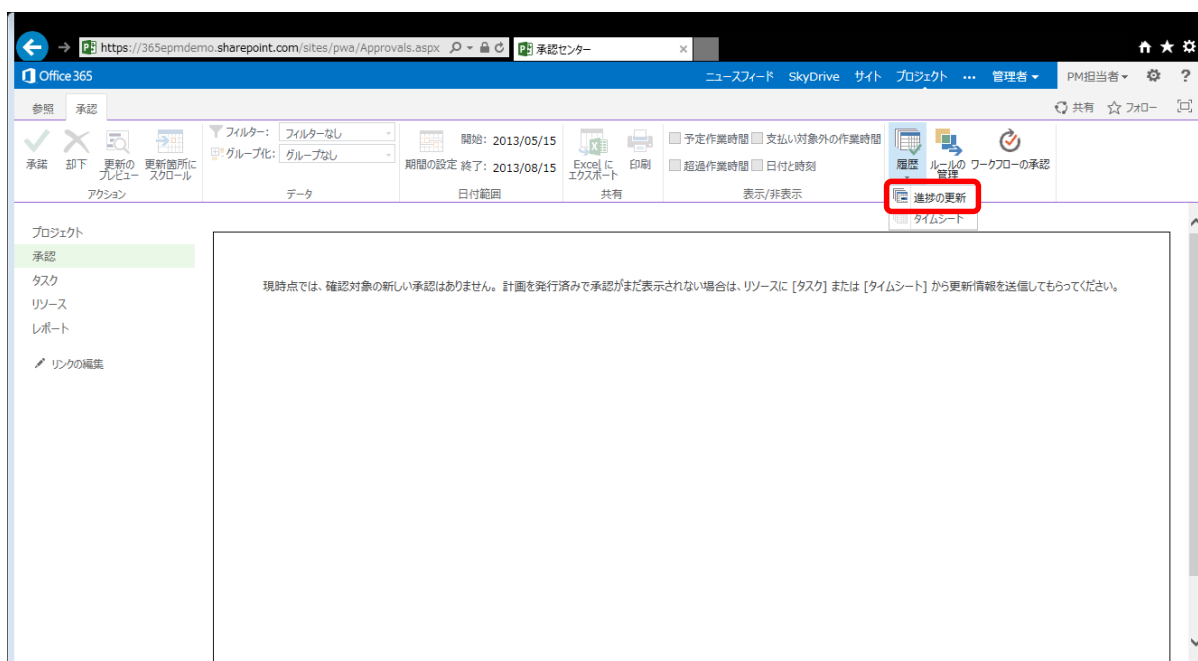 https://365epmdemo.sharepoint.com/sites/pwa/Approvals.aspx 承認センター ×
Office 365 ニュースフィード SkyDrive サイト プロジェクト ... 管理者 PM担当者 ?
参照 承認 共有 フォロー
フィルター: フィルターなし
グループ化: グループなし
開始: 2013/05/15
期間の設定 終了: 2013/08/15
予定作業時間 支払い対象外の作業時間
超過作業時間 日付と時刻
承諾 却下 更新の プレビュー 更新箇所に スクロール
Excel に エクスポート 印刷
履歴 ルールの 管理 ワークフローの承認
アクション データ 日付範囲 共有 表示/非表示
進捗の更新
タイムシート
プロジェクト
承認
タスク
リソース
レポート
リンクの編集
現時点では、確認対象の新しい承認はありません。計画を発行済みで承認がまだ表示されない場合は、リソースに [タスク] または [タイムシート] から更新情報を送信してもらってください。